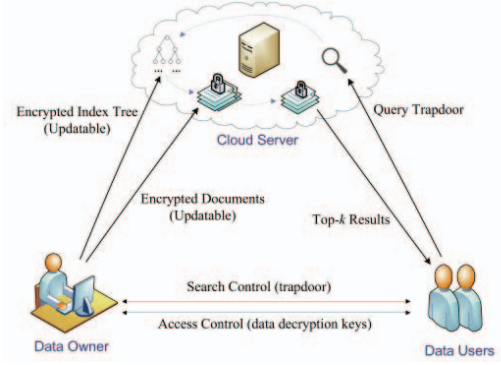 ... ...
Cloud Server
Encrypted Index Tree
(Updatable)
Query Trapdoor
Encrypted Documents
(Updatable)
Top-k Results
Search Control (trapdoor)
Access Control (data decryption keys)
Data Owner
Data Users